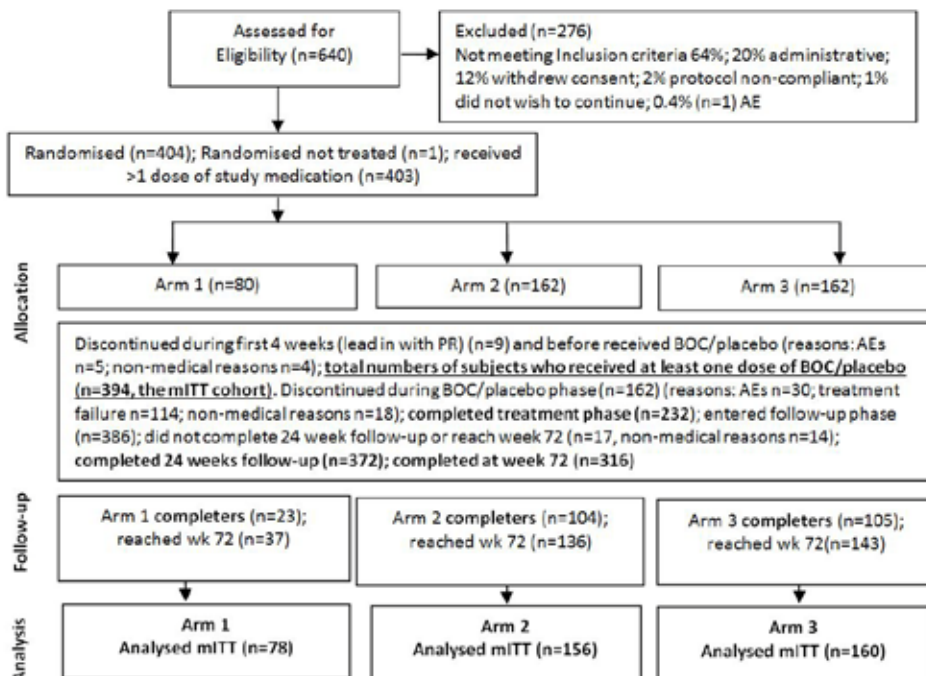 Assessed for
Eligibility (n=640)
Excluded (n=276)
Not meeting Inclusion criteria 64%; 20% administrative;
12% withdrew consent; 2% protocol non-compliant; 1%
did not wish to continue; 0.4% (n=1) AE
Randomised (n=404); Randomised not treated (n=1); received
>1 dose of study medication (n=403)
Allocation
Arm 1 (n=80)
Arm 2 (n=162)
Arm 3 (n=162)
Discontinued during first 4 weeks (lead in with PR) (n=9) and before received BOC/placebo (reasons: AEs
n=5; non-medical reasons n=4); total numbers of subjects who received at least one dose of BOC/placebo
(n=394, the mITT cohort). Discontinued during BOC/placebo phase (n=162) (reasons: AEs n=30; treatment
failure n=114; non-medical reasons n=18); completed treatment phase (n=232); entered follow-up phase
(n=386); did not complete 24 week follow-up or reach week 72 (n=17, non-medical reasons n=14);
completed 24 weeks follow-up (n=372); completed at week 72 (n=316)
Follow-up
Arm 1 completers (n=23);
reached wk 72 (n=37)
Arm 2 completers (n=104);
reached wk 72 (n=136)
Arm 3 completers (n=105);
reached wk 72(n=143)
Analysis
Arm 1
Analysed mITT (n=78)
Arm 2
Analysed mITT (n=156)
Arm 3
Analysed mITT (n=160)